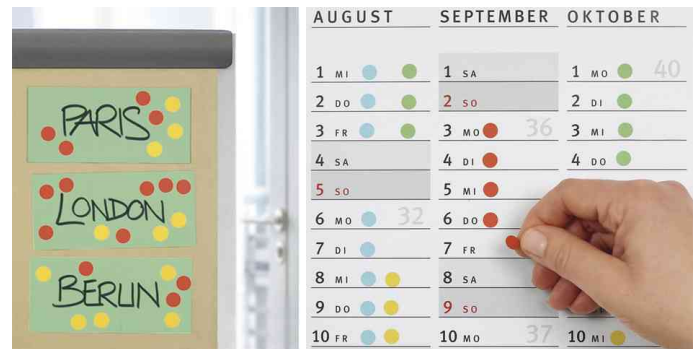 PARIS
LONDON
BERLIN
AUGUST SEPTEMBER OKTOBER
1 MI 1 SA 1 MO 40
2 DO 2 SO 2 DI
3 FR 3 MO 36 3 MI
4 SA 4 DI 4 DO
5 SO 5 MI
6 MO 32 6 DO
7 DI 7 FR
8 MI 8 SA
9 DO 9 SO
10 FR 10 MO 37 10 MI